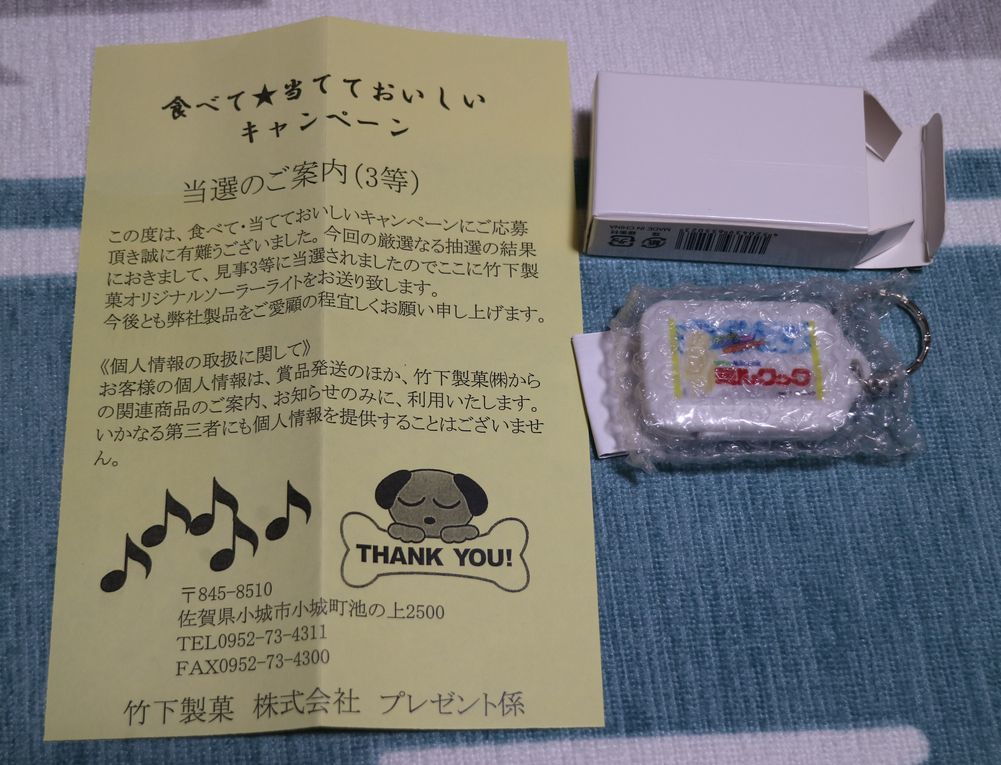 食べて★当てておいしい
キャンペーン
当選のご案内(3等)
この度は、食べて・当てておいしいキャンペーンにご応募
頂き誠に有難うございました。今回の厳選なる抽選の結果
におきまして、見事3等に当選されましたのでここに竹下製
菓オリジナルソーラーライトをお送り致します。
今後とも弊社製品をご愛顧の程宜しくお願い申し上げます。
《個人情報の取扱に関して》
お客様の個人情報は、賞品発送のほか、竹下製菓㈱から
の関連商品のご案内、お知らせのみに、利用いたします。
いかなる第三者にも個人情報を提供することはございませ
ん。
THANK YOU!
〒845-8510
佐賀県小城市小城町池の上2500
TEL0952-73-4311
FAX0952-73-4300
竹下製菓 株式会社 プレゼント係
MADE IN CHINA